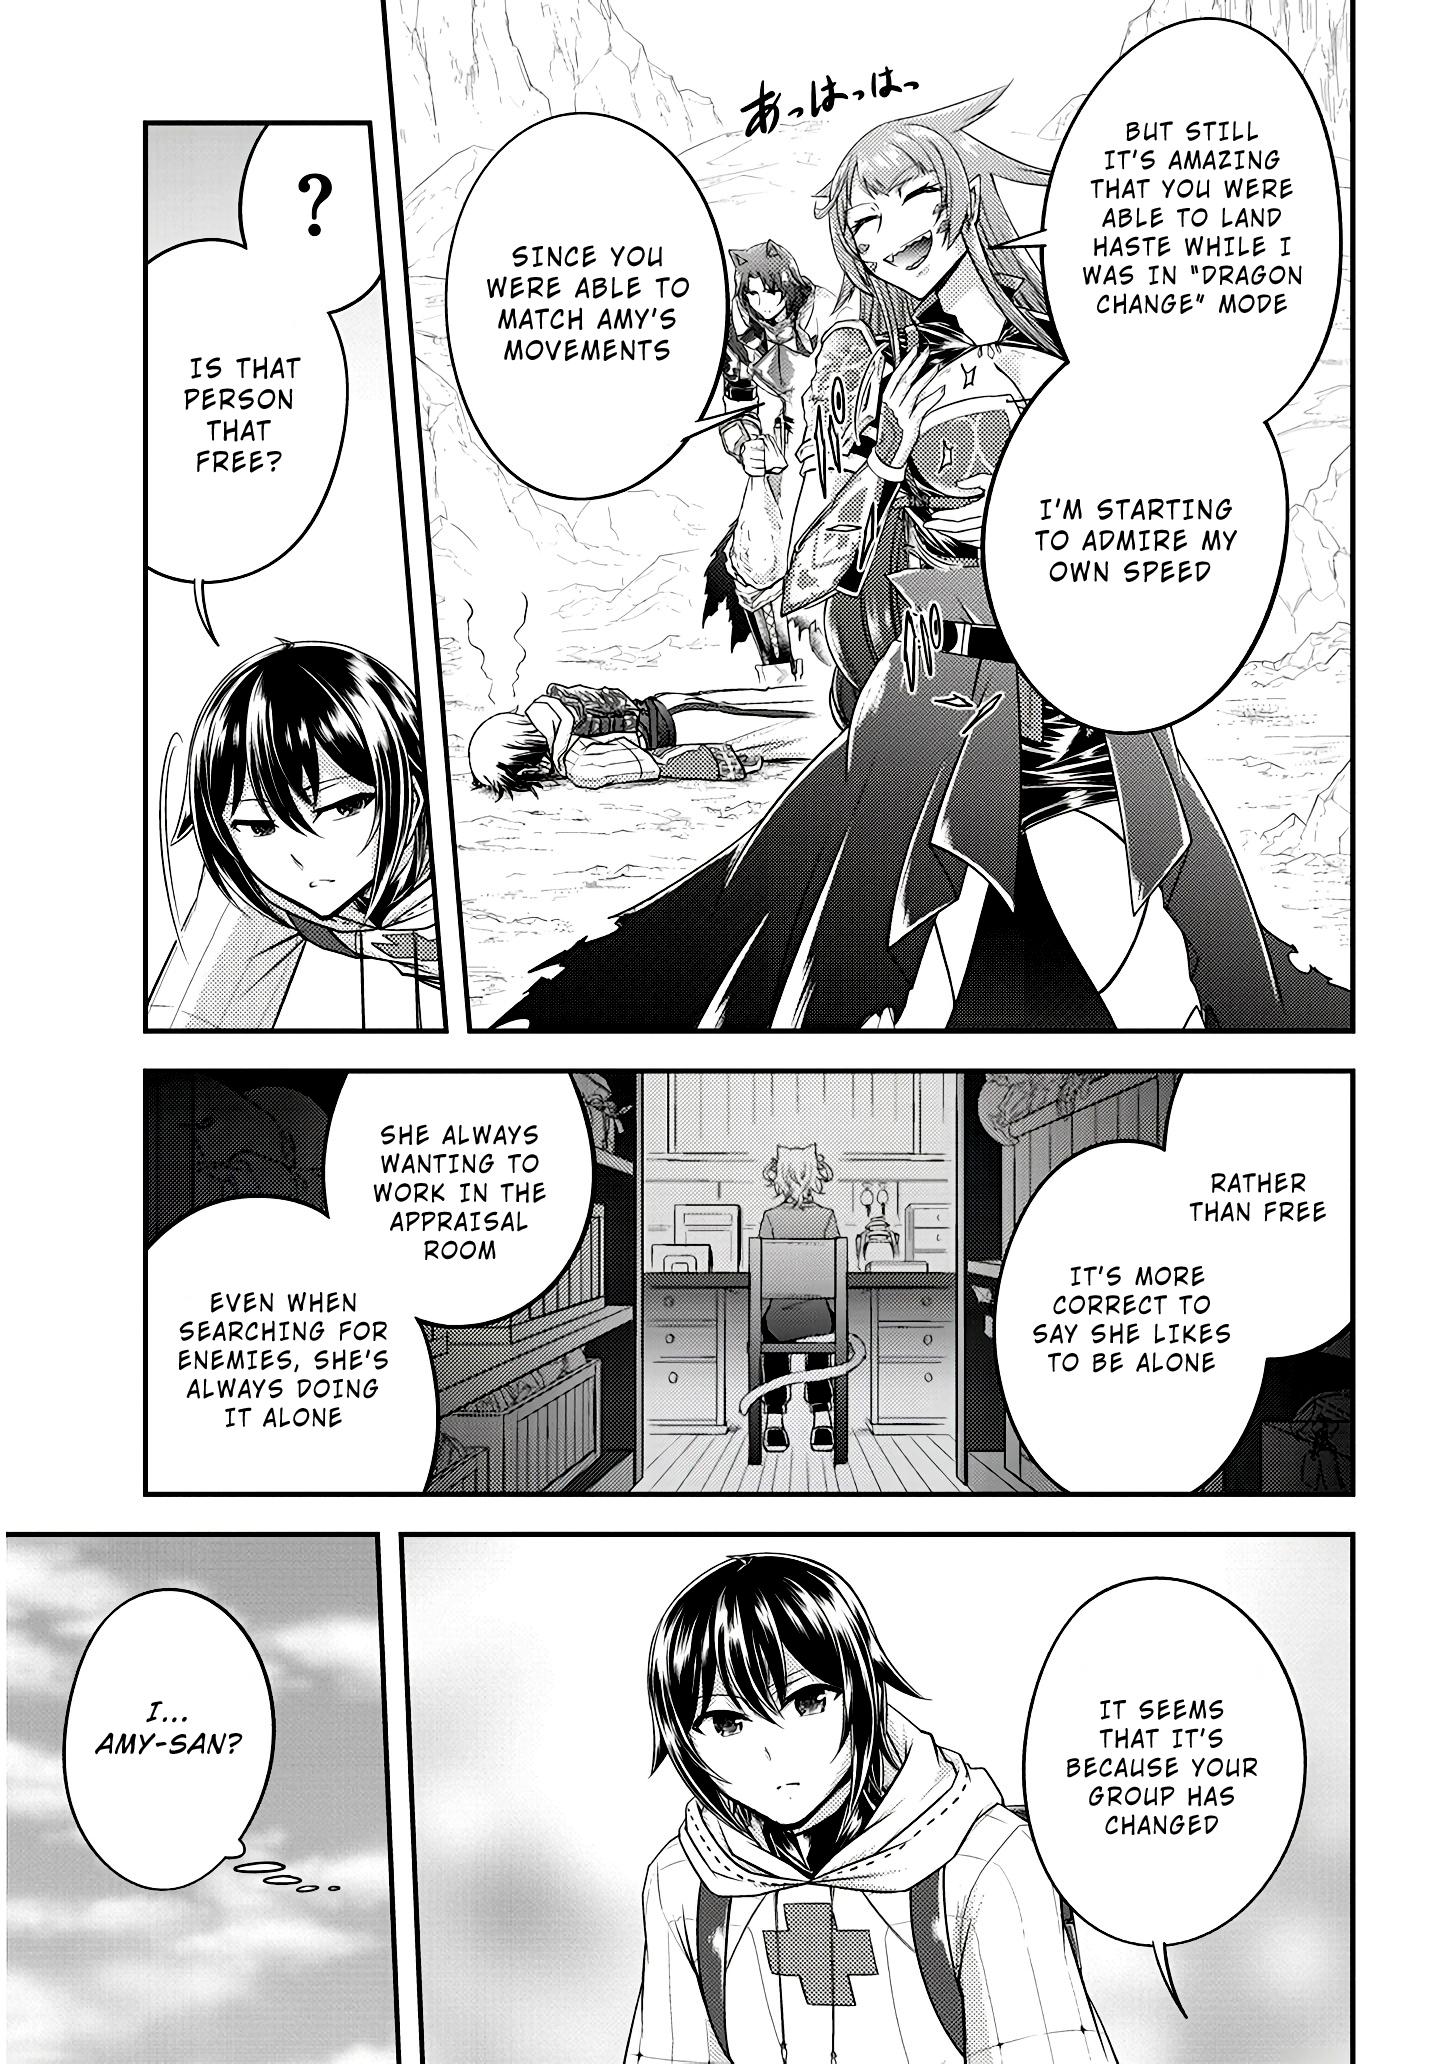 BUT STILL
IT'S AMAZING
THAT YOU WERE
ABLE TO LAND
HASTE WHILE I
WAS IN "DRAGON
CHANGE" MODE
I'M STARTING
TO ADMIRE MY
OWN SPEED
あっはっはっ
SINCE YOU
WERE ABLE TO
MATCH AMY'S
MOVEMENTS
?
IS THAT
PERSON
THAT
FREE?
RATHER
THAN FREE
IT'S MORE
CORRECT TO
SAY SHE LIKES
TO BE ALONE
SHE ALWAYS
WANTING TO
WORK IN THE
APPRAISAL
ROOM
EVEN WHEN
SEARCHING FOR
ENEMIES, SHE'S
ALWAYS DOING
IT ALONE
IT SEEMS
THAT IT'S
BECAUSE YOUR
GROUP HAS
CHANGED
I...
AMY-SAN?